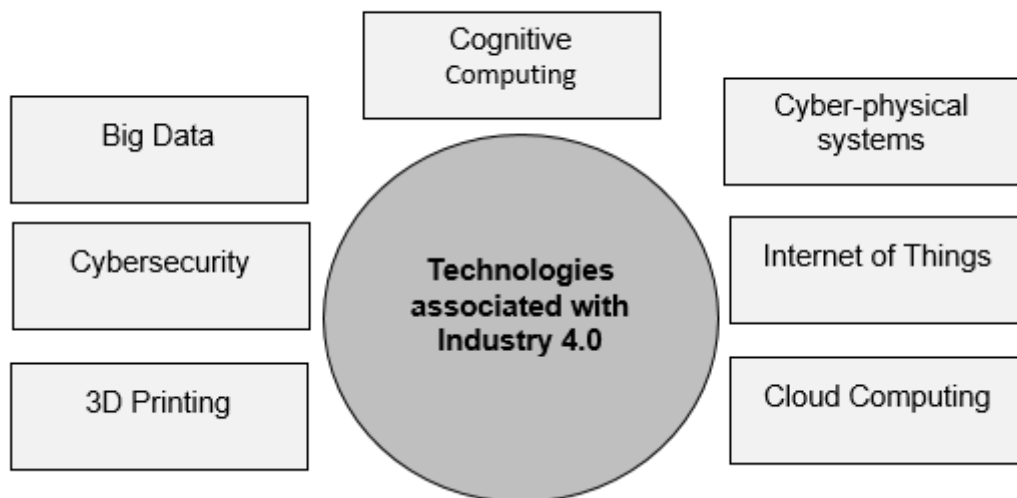 Cognitive
Computing
Big Data
Cyber-physical
systems
Cybersecurity
Internet of Things
Technologies
associated with
Industry 4.0
3D Printing
Cloud Computing